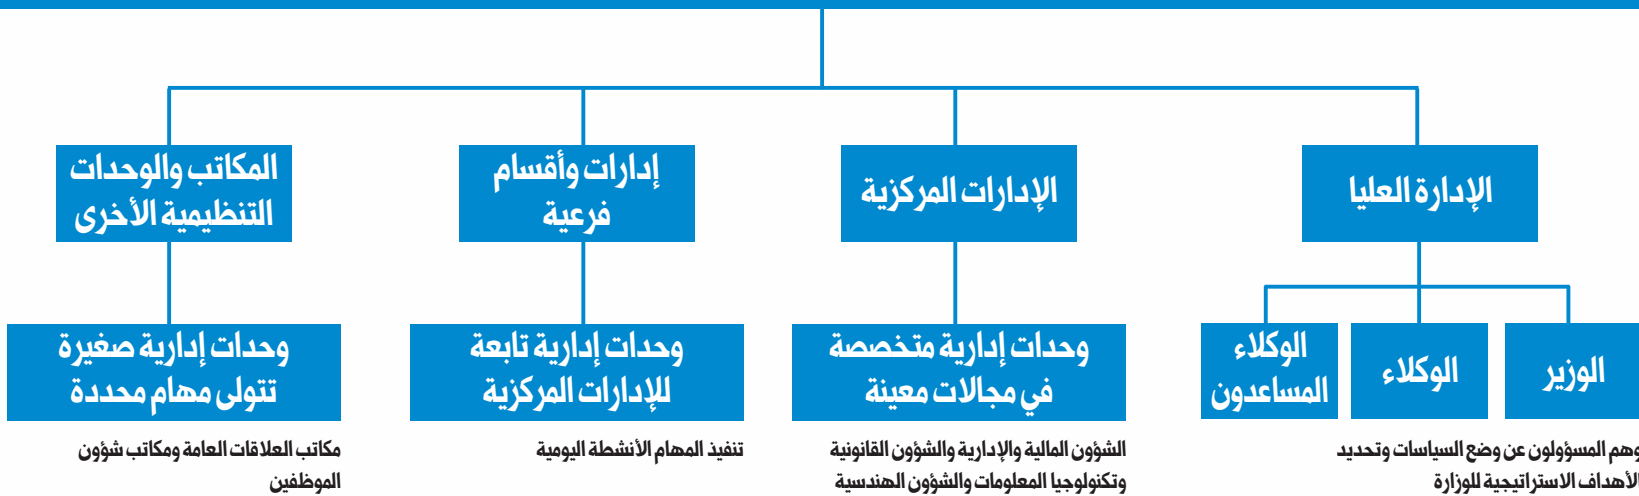 الإدارة العليا
الإدارات المركزية
إدارات وأقسام
فرعية
المكاتب والوحدات
التنظيمية الأخرى
الوزير
الوكلاء
الوكلاء
المساعدون
وحدات إدارية متخصصة
في مجالات معينة
وحدات إدارية تابعة
للإدارات المركزية
وحدات إدارية صغيرة
تتولى مهام محددة
وهم المسؤولون عن وضع السياسات وتحديد
الأهداف الاستراتيجية للوزارة
الشؤون المالية والإدارية والشؤون القانونية
وتكنولوجيا المعلومات والشؤون الهندسية
تنفيذ المهام الأنشطة اليومية
مكاتب العلاقات العامة ومكاتب شؤون
الموظفين